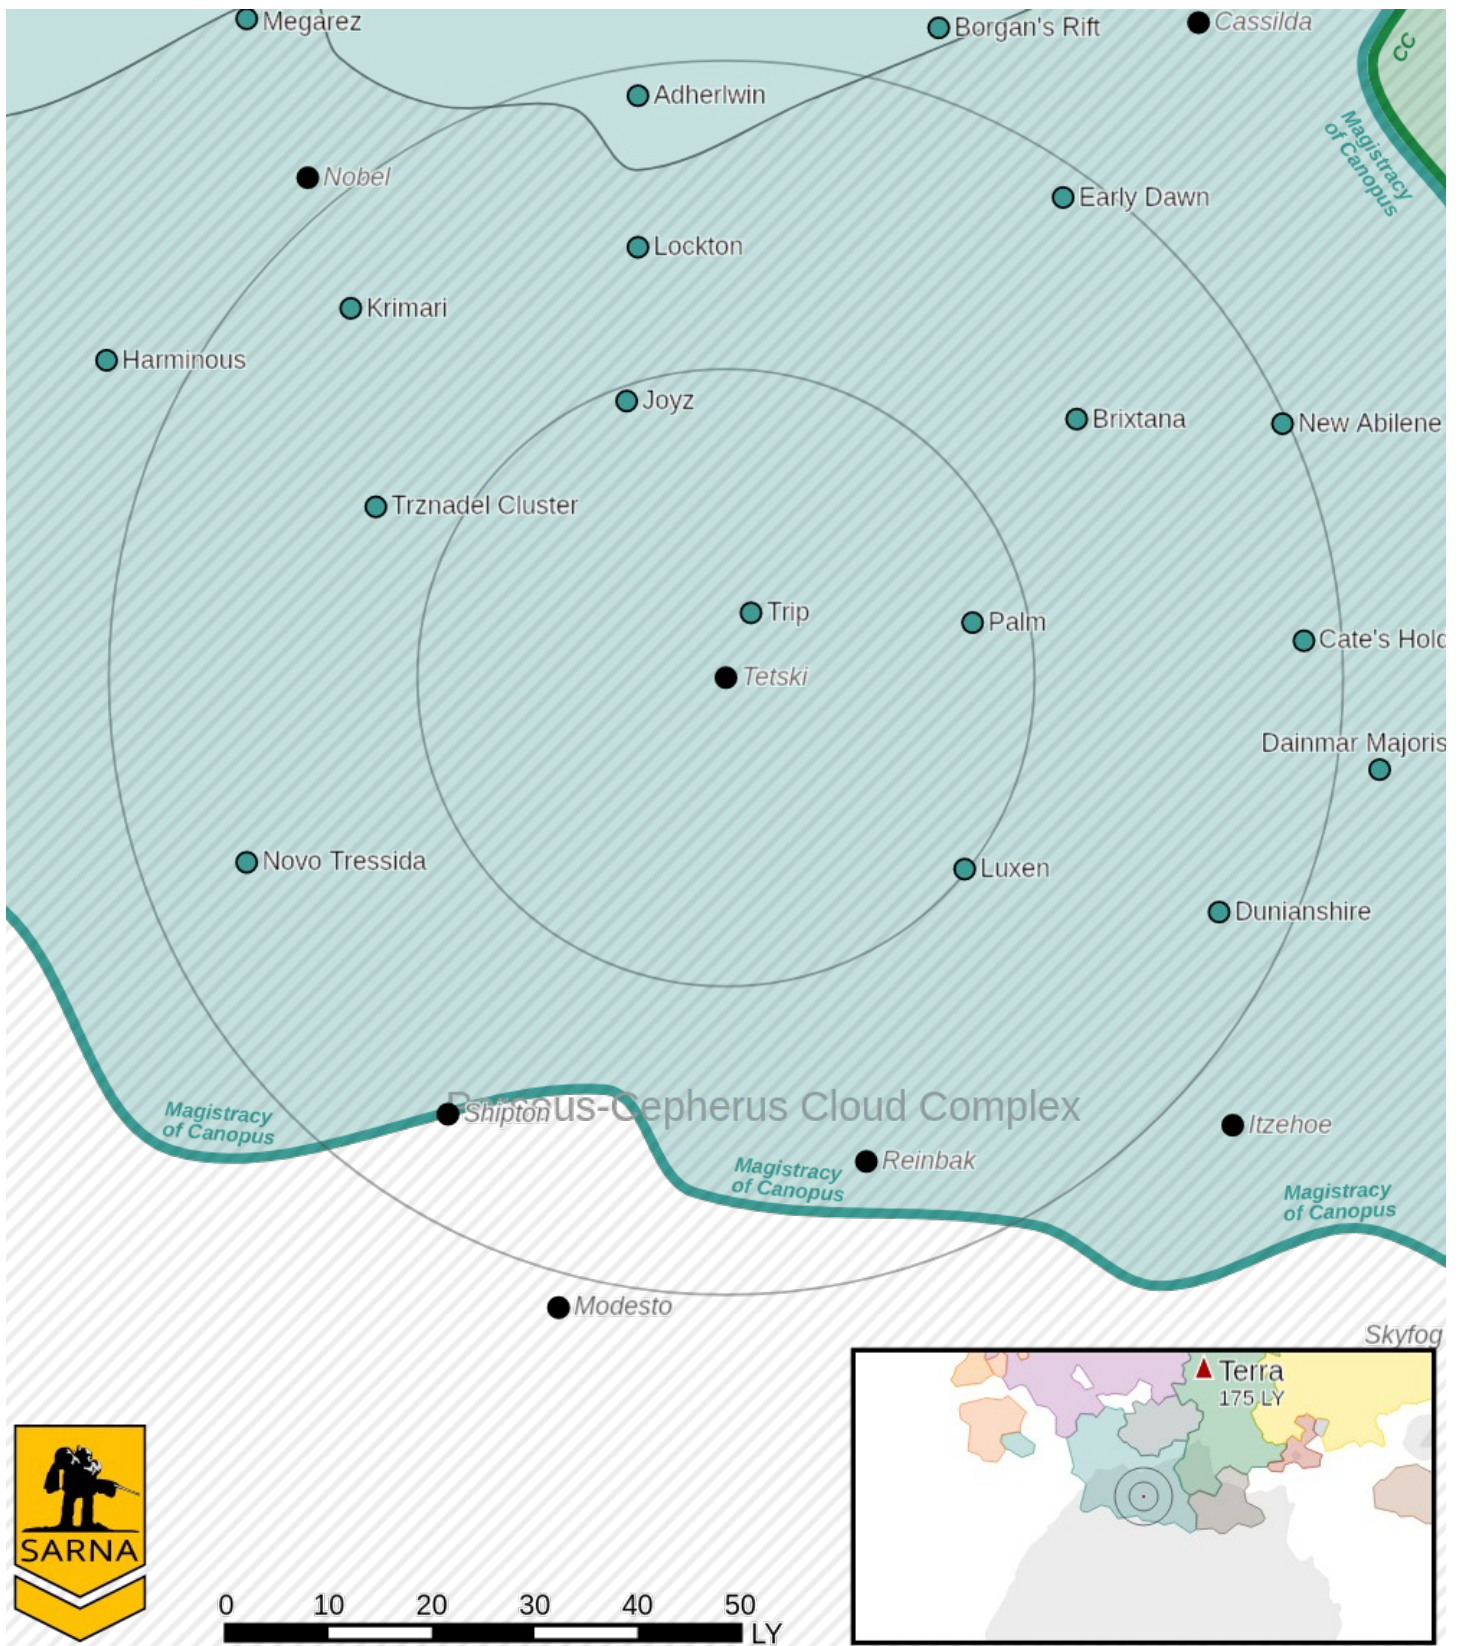 Megarez
Borgan's Rift
Cassilda
CC
Adherlwin
Magistracy
of Canopus
Nobel
Early Dawn
Lockton
Krimari
Harminous
Joyz
Brixtana
New Abilene
Trznadel Cluster
Trip
Palm
Cate's Hold
Tetski
Dainmar Majoris
Novo Tressida
Luxen
Dunianshire
Perseus-Cepherus Cloud Complex
Magistracy
of Canopus
Shipton
Itzehoe
Reinbak
Magistracy
of Canopus
Magistracy
of Canopus
Modesto
Skyfog
Terra
175 LY
SARNA
0 10 20 30 40 50
LY